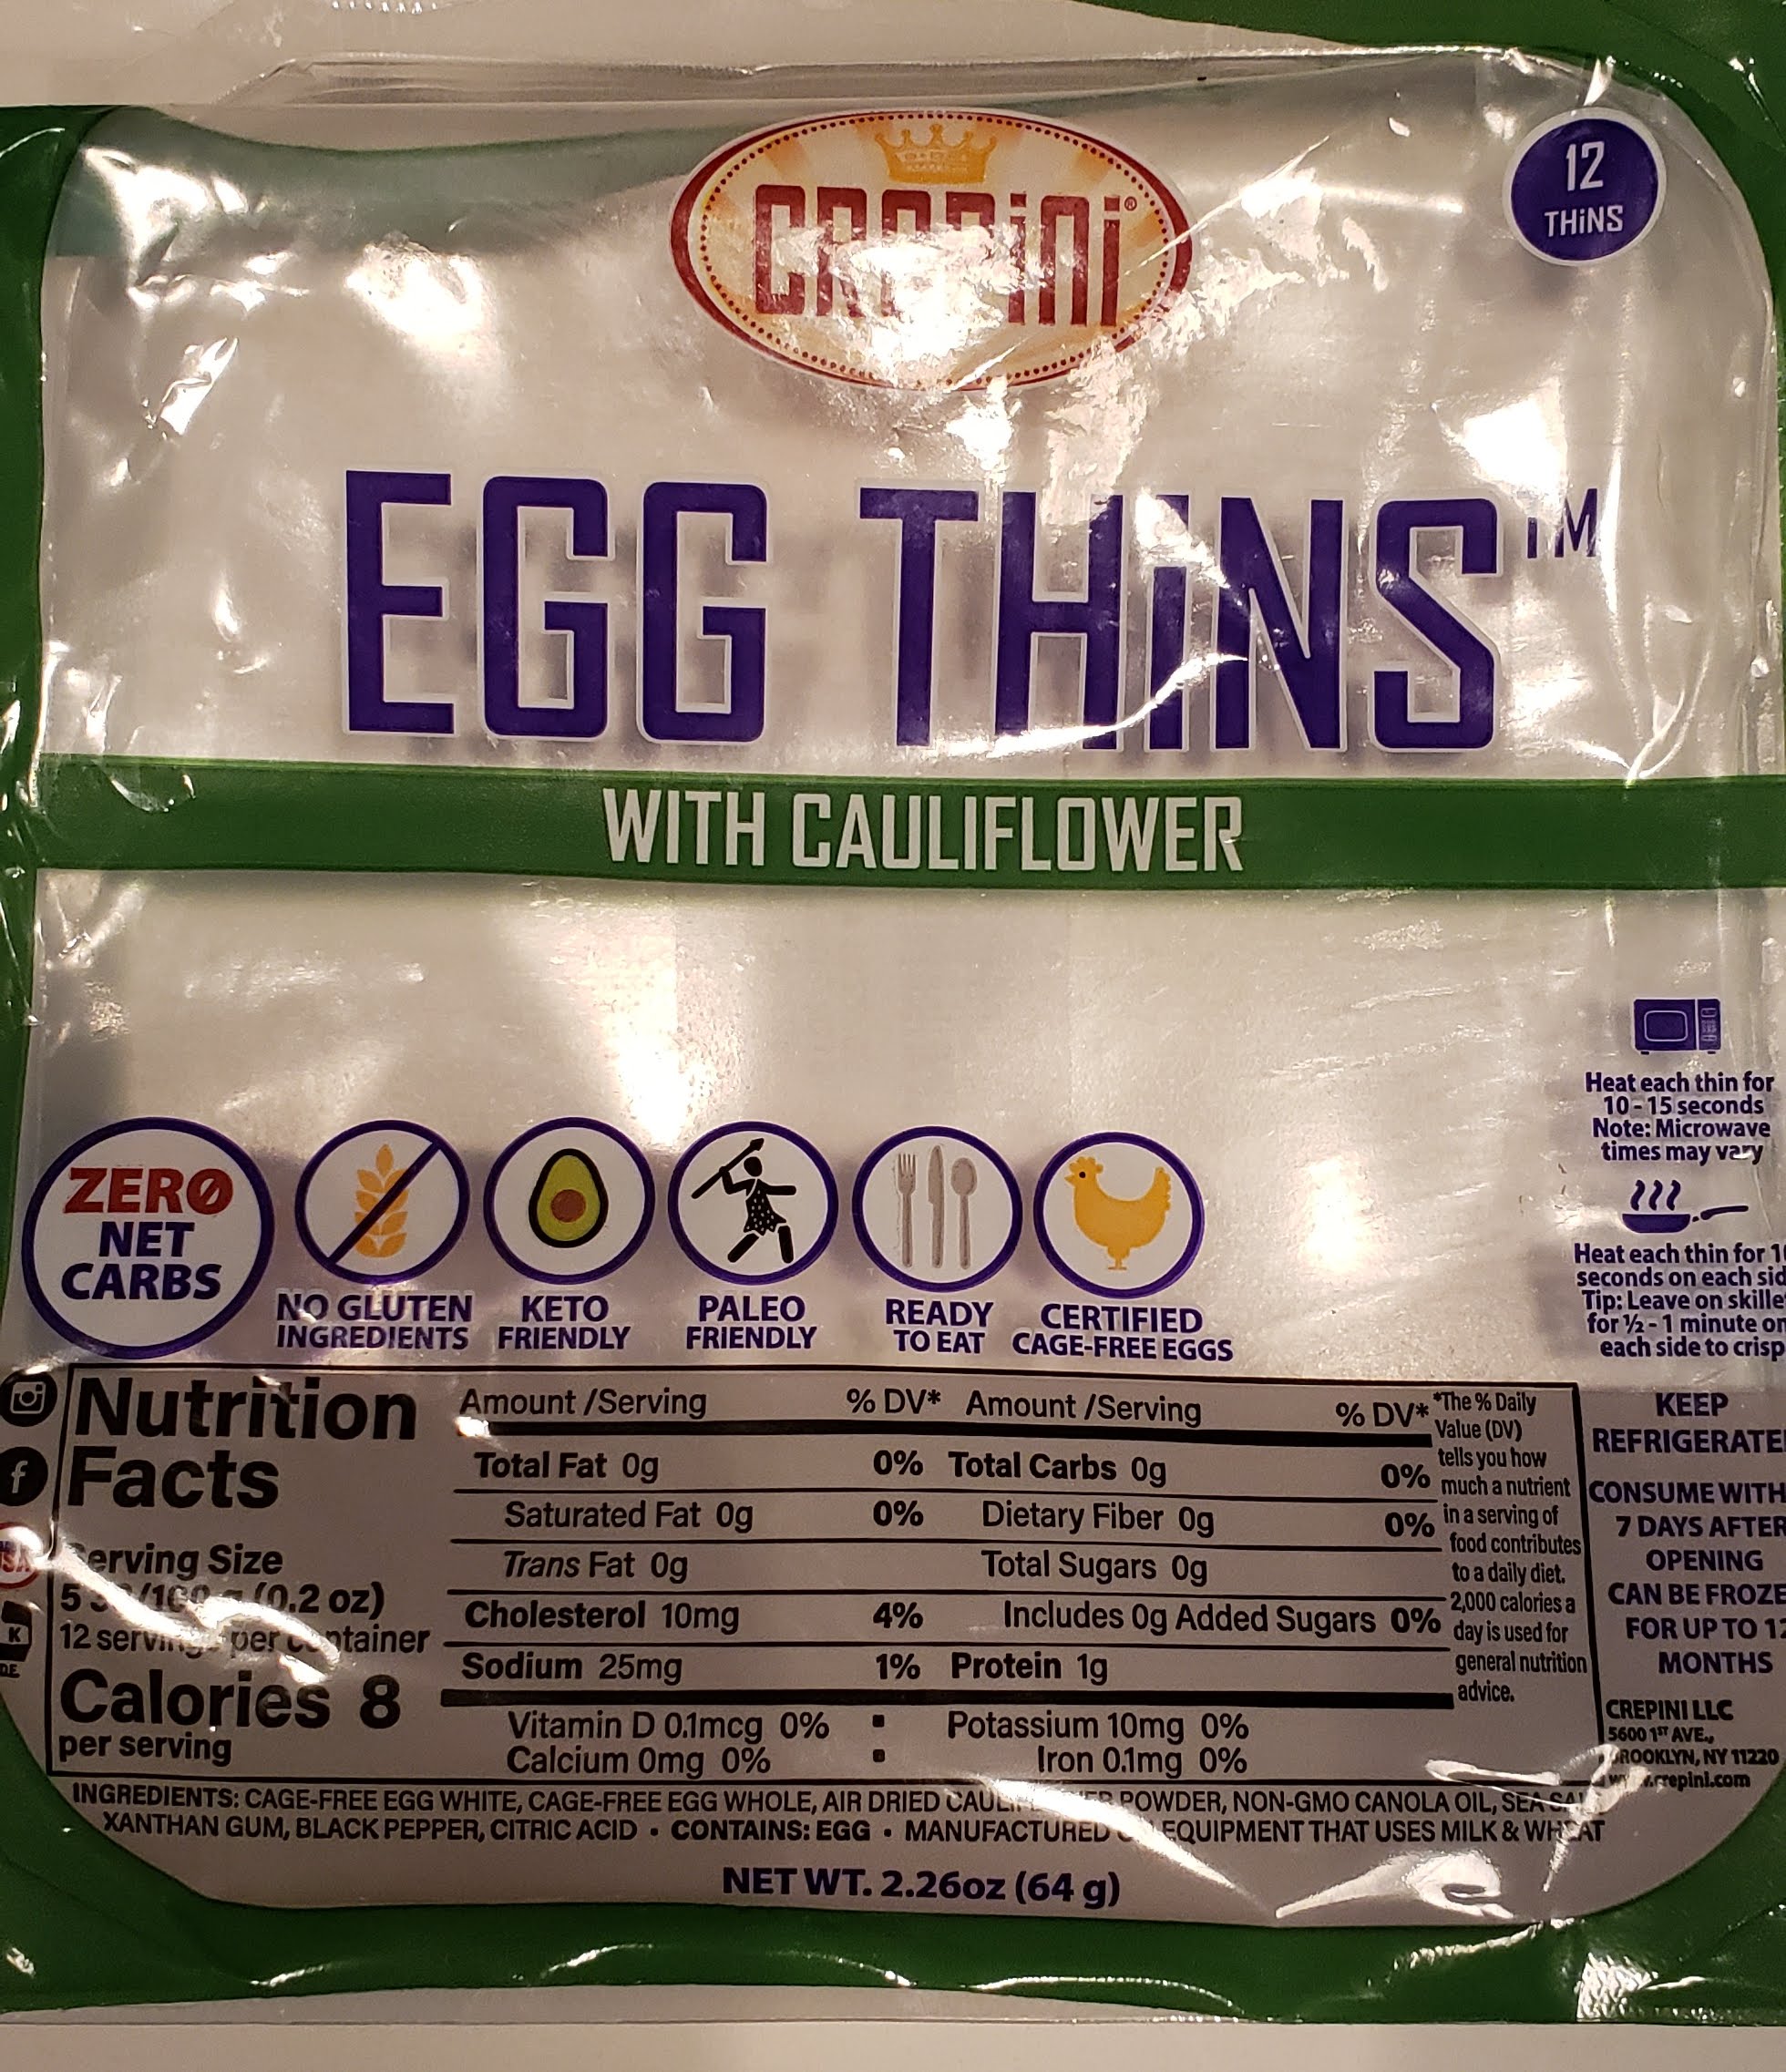 CREPiNi®
12
THiNS
EGG THiNS™
WITH CAULIFLOWER
Heat each thin for
10 - 15 seconds
Note: Microwave
times may vary
Heat each thin for
seconds on each
Tip: Leave on
for ½ - 1 minute
each side to crisp
ZERO
NET
CARBS
NO GLUTEN
INGREDIENTS
KETO
FRIENDLY
PALEO
FRIENDLY
READY
TO EAT
CERTIFIED
CAGE-FREE EGGS
Nutrition
Facts
Serving Size
(0.2 oz)
12 servings per container
Calories 8
per serving
Amount /Serving % DV* Amount /Serving % DV*
Total Fat 0g 0% Total Carbs 0g 0%
Saturated Fat 0g 0% Dietary Fiber 0g 0%
Trans Fat 0g Total Sugars 0g
Cholesterol 10mg 4% Includes 0g Added Sugars 0%
Sodium 25mg 1% Protein 1g
Vitamin D 0.1mcg 0% ▪ Potassium 10mg 0%
Calcium 0mg 0% ▪ Iron 0.1mg 0%
*The % Daily
Value (DV)
tells you how
much a nutrient
in a serving of
food contributes
to a daily diet.
2,000 calories a
day is used for
general nutrition
advice.
KEEP
CONSUME
7 DAYS AFTER
OPENING
CAN BE
FOR UP TO
MONTHS
CREPINI LLC
5600 1ST AVE.,
BROOKLYN, NY 11220
www.crepini.com
USA
K
INGREDIENTS: CAGE-FREE EGG WHITE, CAGE-FREE EGG WHOLE, AIR DRIED CAULIFLOWER POWDER, NON-GMO CANOLA OIL, SEA SALT
XANTHAN GUM, BLACK PEPPER, CITRIC ACID • CONTAINS: EGG • MANUFACTURED ON EQUIPMENT THAT USES MILK & WHEAT
NET WT. 2.26oz (64 g)